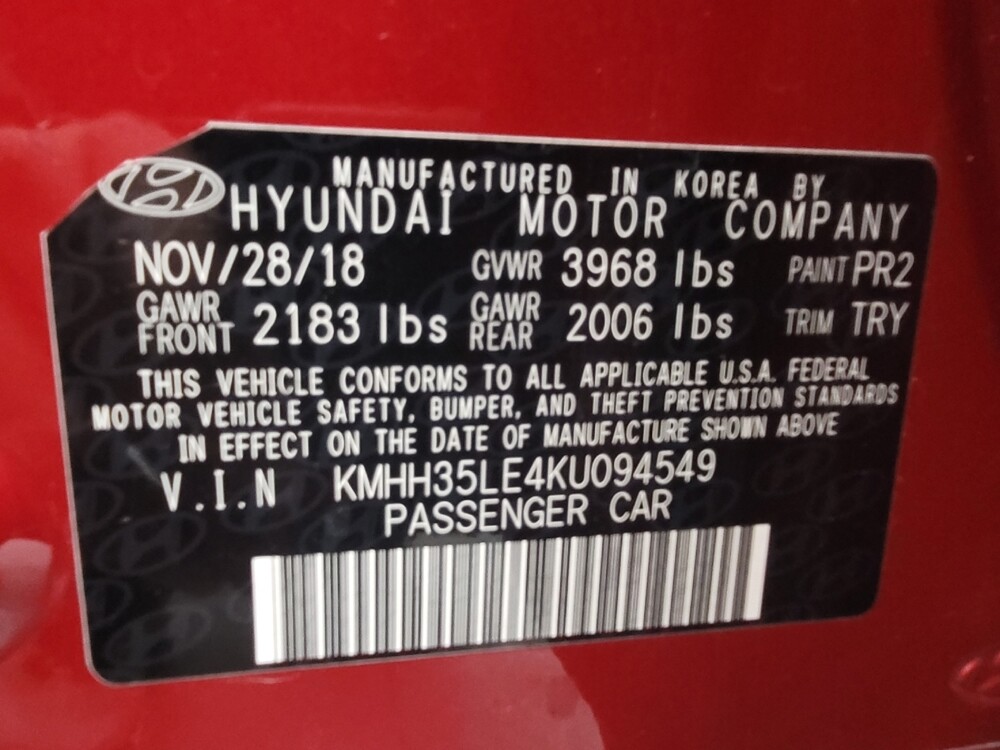 MANUFACTURED IN KOREA BY
HYUNDAI MOTOR COMPANY
NOV/28/18 GVWR 3968 lbs PAINT PR2
GAWR FRONT 2183 lbs GAWR REAR 2006 lbs TRIM TRY
THIS VEHICLE CONFORMS TO ALL APPLICABLE U.S.A. FEDERAL
MOTOR VEHICLE SAFETY, BUMPER, AND THEFT PREVENTION STANDARDS
IN EFFECT ON THE DATE OF MANUFACTURE SHOWN ABOVE
V.I.N KMHH35LE4KU094549
PASSENGER CAR